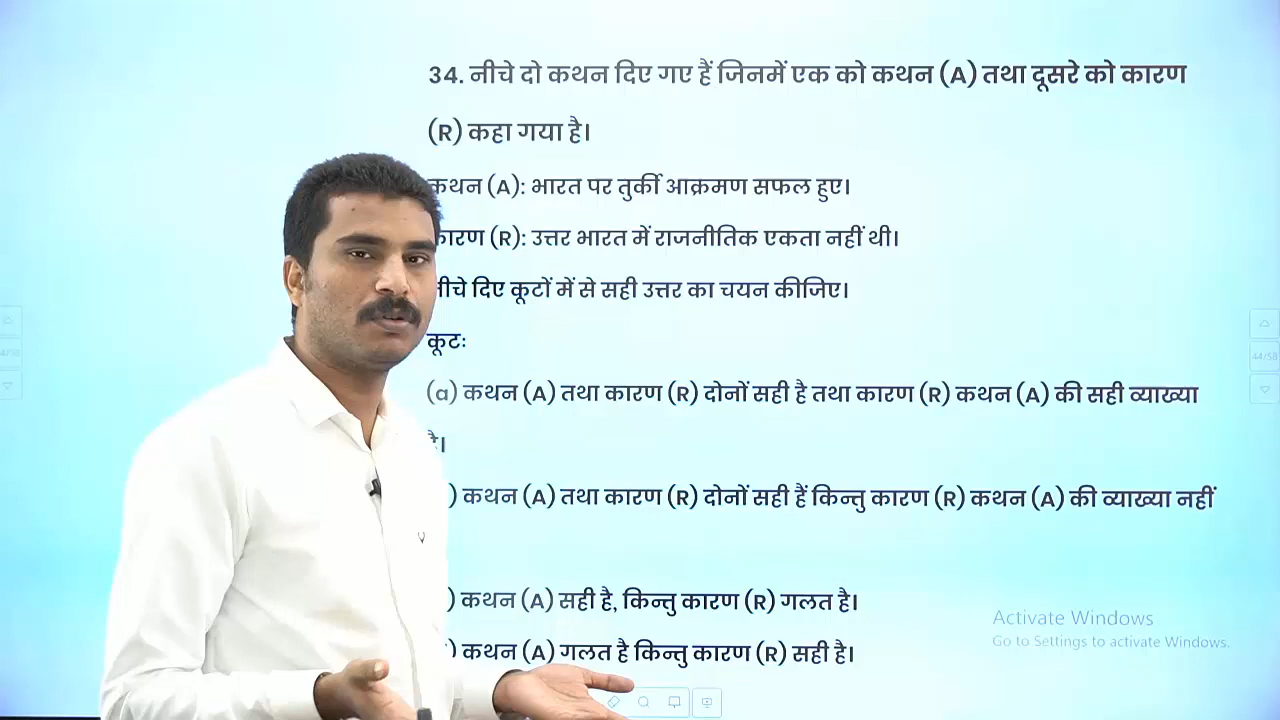 34. नीचे दो कथन दिए गए हैं जिनमें एक को कथन (A) तथा दूसरे को कारण
(R) कहा गया है।
कथन (A): भारत पर तुर्की आक्रमण सफल हुए।
कारण (R): उत्तर भारत में राजनीतिक एकता नहीं थी।
नीचे दिए कूटों में से सही उत्तर का चयन कीजिए।
कूटः
(a) कथन (A) तथा कारण (R) दोनों सही है तथा कारण (R) कथन (A) की सही व्याख्या
है।
) कथन (A) तथा कारण (R) दोनों सही हैं किन्तु कारण (R) कथन (A) की व्याख्या नहीं
) कथन (A) सही है, किन्तु कारण (R) गलत है।
) कथन (A) गलत है किन्तु कारण (R) सही है।
44/58
Activate Windows
Go to Settings to activate Windows.